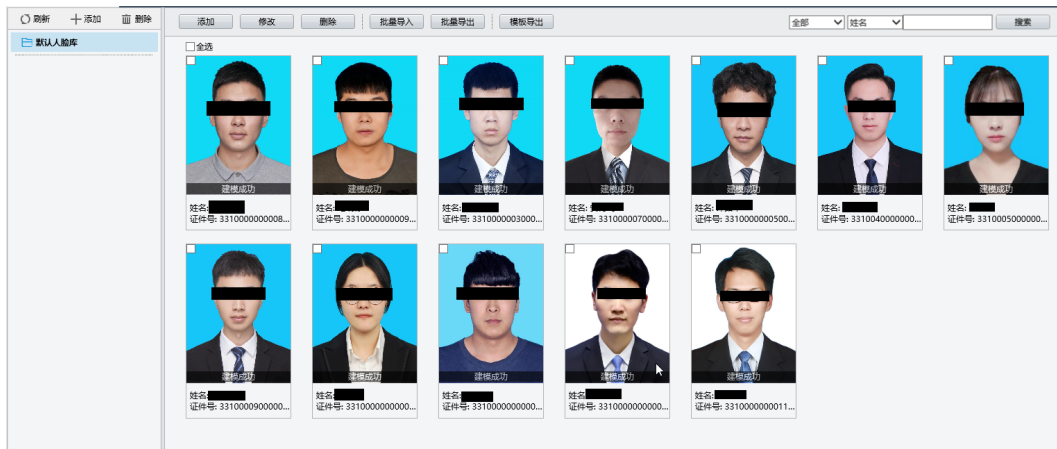 刷新 添加 删除 添加 修改 删除 批量导入 批量导出 模板导出 全部 姓名 搜索
默认人脸库
全选
建模成功 建模成功 建模成功 建模成功 建模成功 建模成功 建模成功
姓名: 姓名: 姓名: 姓名: 姓名: 姓名: 姓名:
证件号: 3310000000008... 证件号: 3310000000009... 证件号: 3310000003000... 证件号: 3310000070000... 证件号: 3310000000500... 证件号: 3310040000000... 证件号: 3310005000000...
建模成功 建模成功 建模成功 建模成功 建模成功
姓名: 姓名: 姓名: 姓名: 姓名:
证件号: 3310000900000... 证件号: 3310000000000... 证件号: 3310000000000... 证件号: 3310000000000... 证件号: 3310000000011...